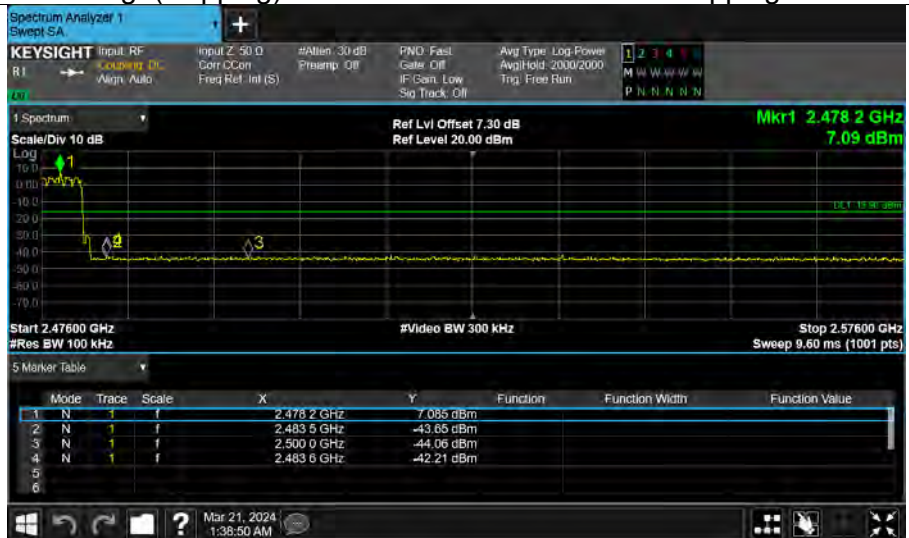 Spectrum Analyzer 1
Swept SA
+
KEYSIGHT Input: RF Input Z: 50 Ω #Atten: 30 dB PNO: Fast Avg Type: Log-Power 1 2 3 4 5 6
Coupling: DC Corr CCorr Preamp: Off Gate: Off Avg|Hold: 2000/2000 M W W W W W
Align: Auto Freq Ref: Int (S) IF Gain: Low Trig: Free Run
Sig Track: Off P N N N N N
1 Spectrum
Ref Lvl Offset 7.30 dB Mkr1 2.478 2 GHz
Scale/Div 10 dB Ref Level 20.00 dBm 7.09 dBm
Log
10.0
0.00
-10.0
-20.0
-30.0
-40.0
-50.0
-60.0
-70.0
1
3
Start 2.47600 GHz #Video BW 300 kHz Stop 2.57600 GHz
#Res BW 100 kHz Sweep 9.60 ms (1001 pts)
5 Marker Table
Mode Trace Scale X Y Function Function Width Function Value
1 N 1 f 2.478 2 GHz 7.085 dBm
2 N 1 f 2.483 5 GHz -43.65 dBm
3 N 1 f 2.500 0 GHz -44.06 dBm
4 N 1 f 2.483 6 GHz -42.21 dBm
5
6
? Mar 21, 2024
1:38:50 AM